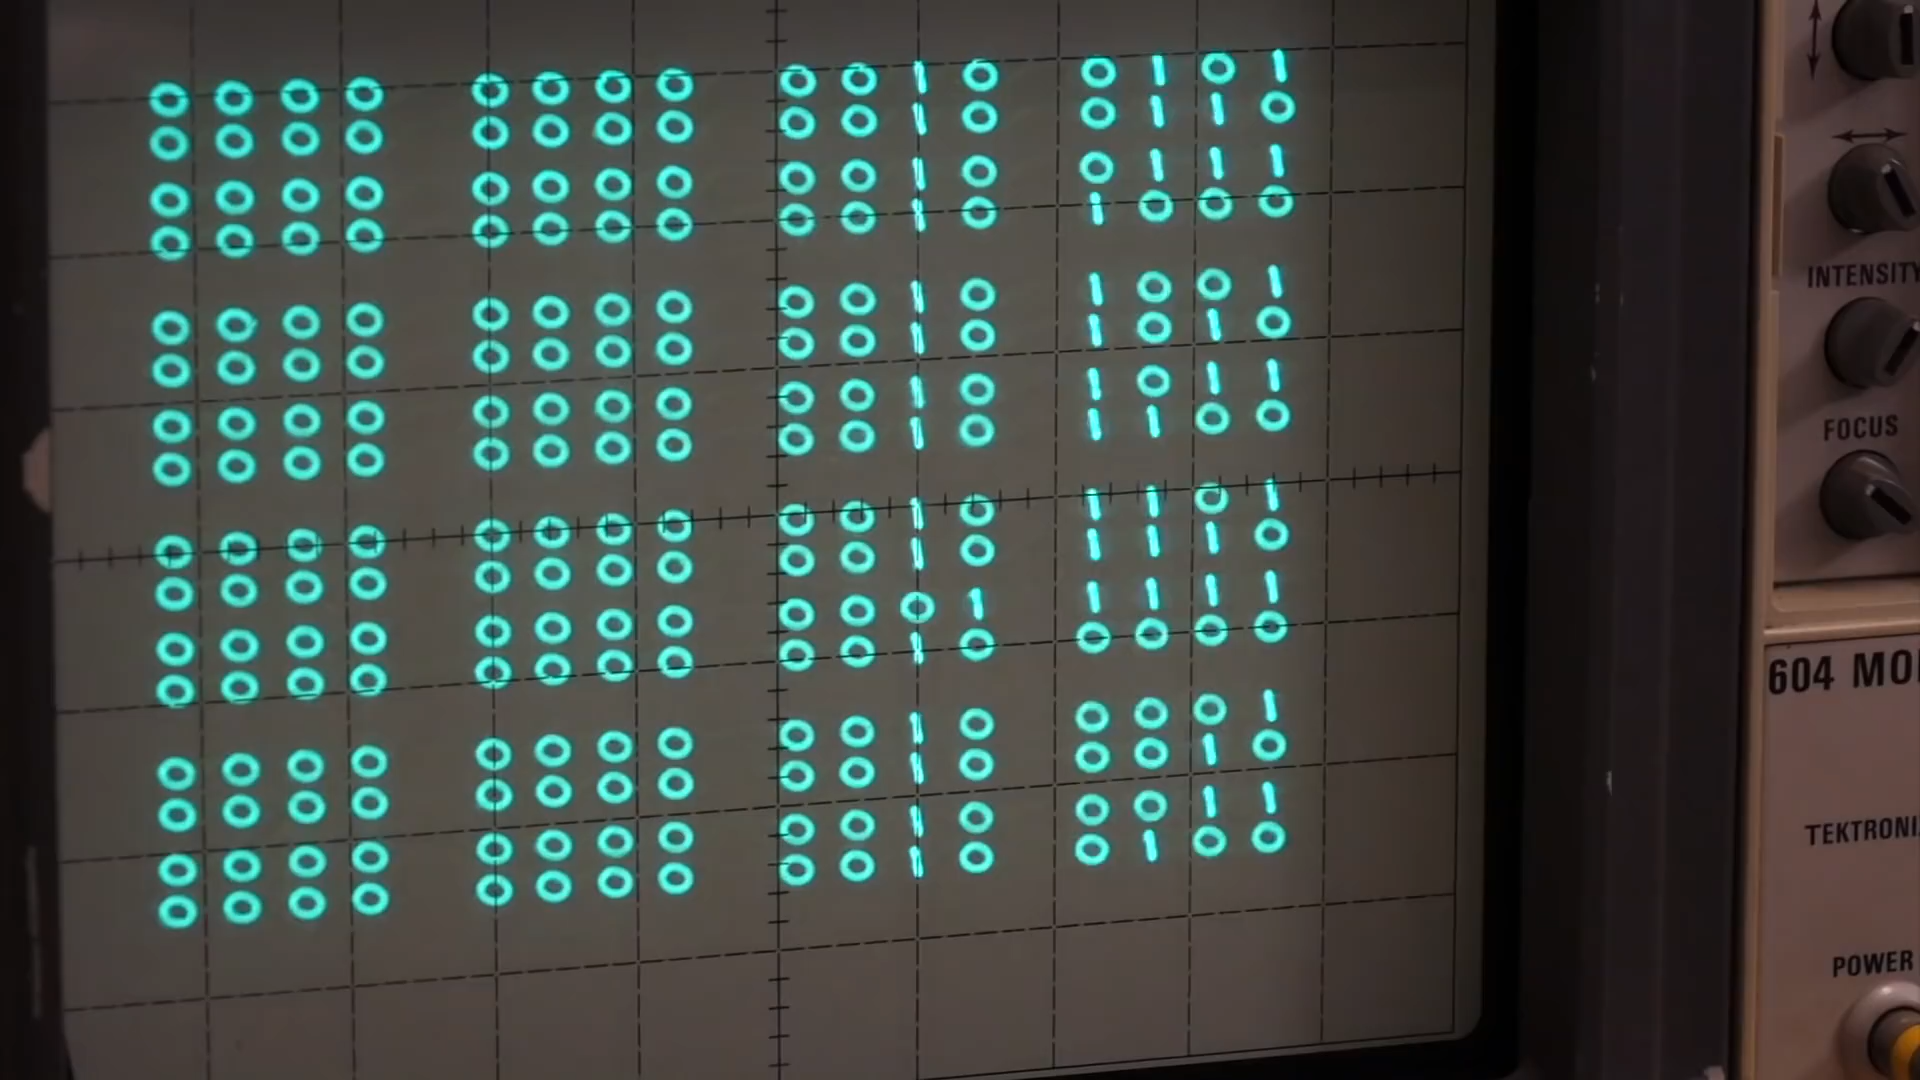 0000 0000 0010 0101
0000 0000 0010 0110
0000 0000 0010 0111
0000 0000 0010 1000
0000 0000 0010 1001
0000 0000 0010 1010
0000 0000 0010 1011
0000 0000 0010 1100
0000 0000 0010 1101
0000 0000 0010 1110
0000 0000 0001 1111
0000 0000 0010 0000
0000 0000 0010 0001
0000 0000 0010 0010
0000 0000 0010 0011
0000 0000 0010 0100
INTENSITY
FOCUS
604 MO
TEKTRONI
POWER